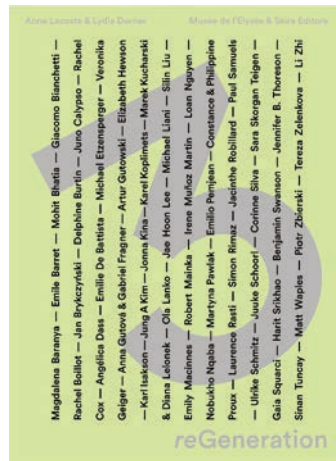 Anne Lacoste & Lydia Dorner Musée de l'Elysée & Skira Editore
Magdalena Baranya — Emile Barret — Mohit Bhatia — Giacomo Bianchetti —
Rachel Boillot — Jan Brykczyński — Delphine Burtin — Juno Calypso — Rachel
Cox — Angélica Dass — Emilie De Battista — Michael Etzensperger — Veronika
Geiger — Anna Gutová & Gabriel Fragner — Artur Gutowski — Elizabeth Hewson
— Karl Isakson — Jung A Kim — Jonna Kina — Karel Koplimets — Marek Kucharski
& Diana Lelonek — Ola Lanko — Jae Hoon Lee — Michael Liani — Silin Liu —
Emily Macinnes — Robert Mainka — Irene Muñoz Martin — Loan Nguyen —
Nobukho Nqaba — Martyna Pawlak — Emilio Pemjean — Constance & Philippine
Proux — Laurence Rasti — Simon Rimaz — Jacinthe Robillard — Paul Samuels
— Ulrike Schmitz — Juuke Schoorl — Corinne Silva — Sara Skorgan Teigen —
Gaia Squarci — Harit Srikhao — Benjamin Swanson — Jennifer B. Thoreson —
Sinan Tuncay — Matt Waples — Piotr Zbierski — Tereza Zelenkova — Li Zhi
3
reGeneration